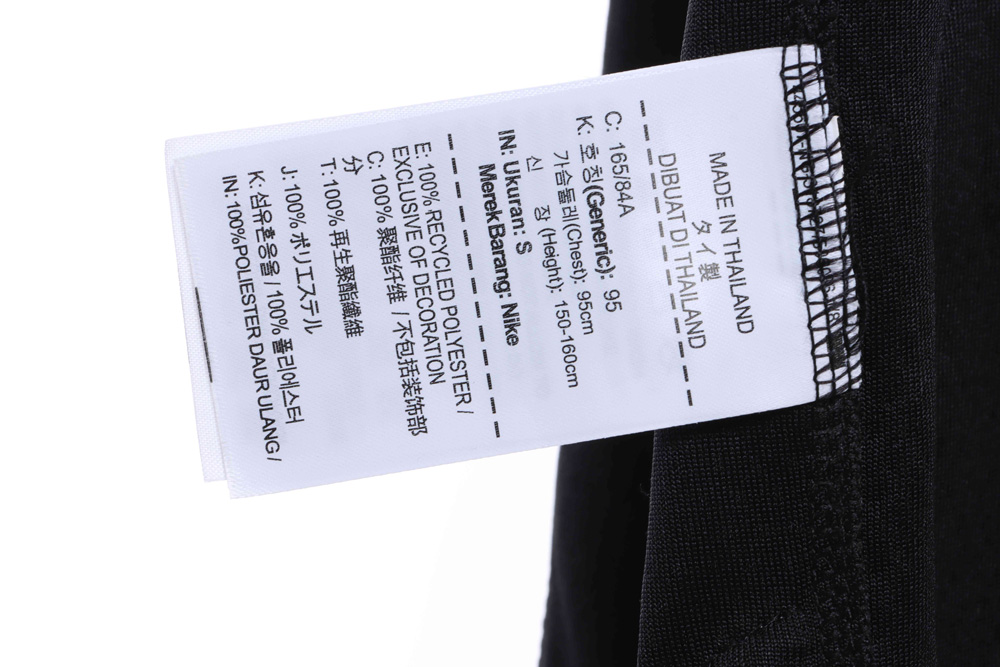 MADE IN THAILAND
タイ製
DIBUAT DI THAILAND
C: 165/84A
K: 호칭(Generic): 95
가슴둘레(Chest): 95cm
신 장 (Height): 150-160cm
IN: Ukuran: S
Merek Barang: Nike
E: 100% RECYCLED POLYESTER /
EXCLUSIVE OF DECORATION
C: 100% 聚酯纤维 / 不包括装饰部
分
T: 100% 再生聚酯纖維
J: 100% ポリエステル
K: 섬유혼용율 / 100% 폴리에스터
IN: 100% POLIESTER DAUR ULANG /